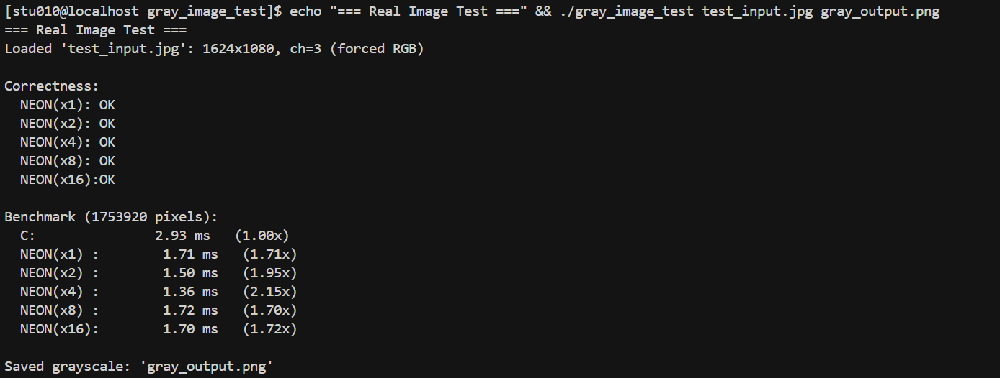 [stu010@localhost gray_image_test]$ echo "=== Real Image Test ===" && ./gray_image_test test_input.jpg gray_output.png
=== Real Image Test ===
Loaded 'test_input.jpg': 1624x1080, ch=3 (forced RGB)
Correctness:
  NEON(x1): OK
  NEON(x2): OK
  NEON(x4): OK
  NEON(x8): OK
  NEON(x16):OK
Benchmark (1753920 pixels):
  C:               2.93 ms   (1.00x)
  NEON(x1) :        1.71 ms   (1.71x)
  NEON(x2) :        1.50 ms   (1.95x)
  NEON(x4) :        1.36 ms   (2.15x)
  NEON(x8) :        1.72 ms   (1.70x)
  NEON(x16):        1.70 ms   (1.72x)
Saved grayscale: 'gray_output.png'